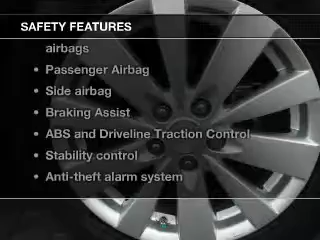 SAFETY FEATURES
airbags
• Passenger Airbag
• Side airbag
• Braking Assist
• ABS and Driveline Traction Control
• Stability control
• Anti-theft alarm system